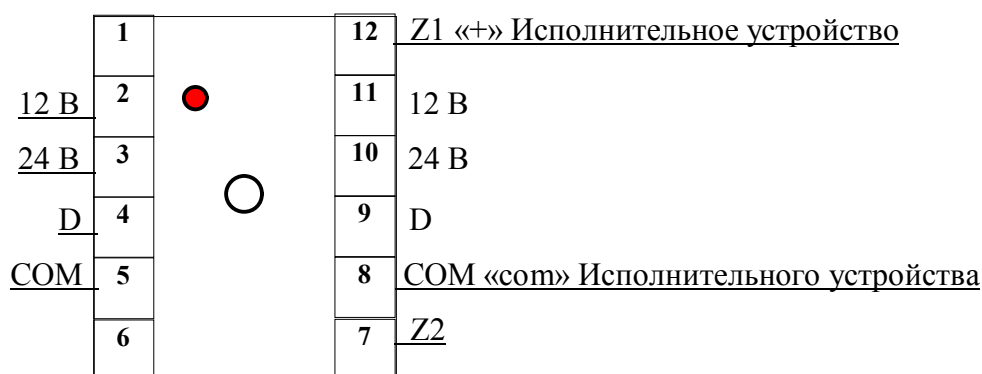 1 12 Z1 «+» Исполнительное устройство
12 В 2 11 12 В
24 В 3 10 24 В
D 4 9 D
COM 5 8 COM «com» Исполнительного устройства
6 7 Z2